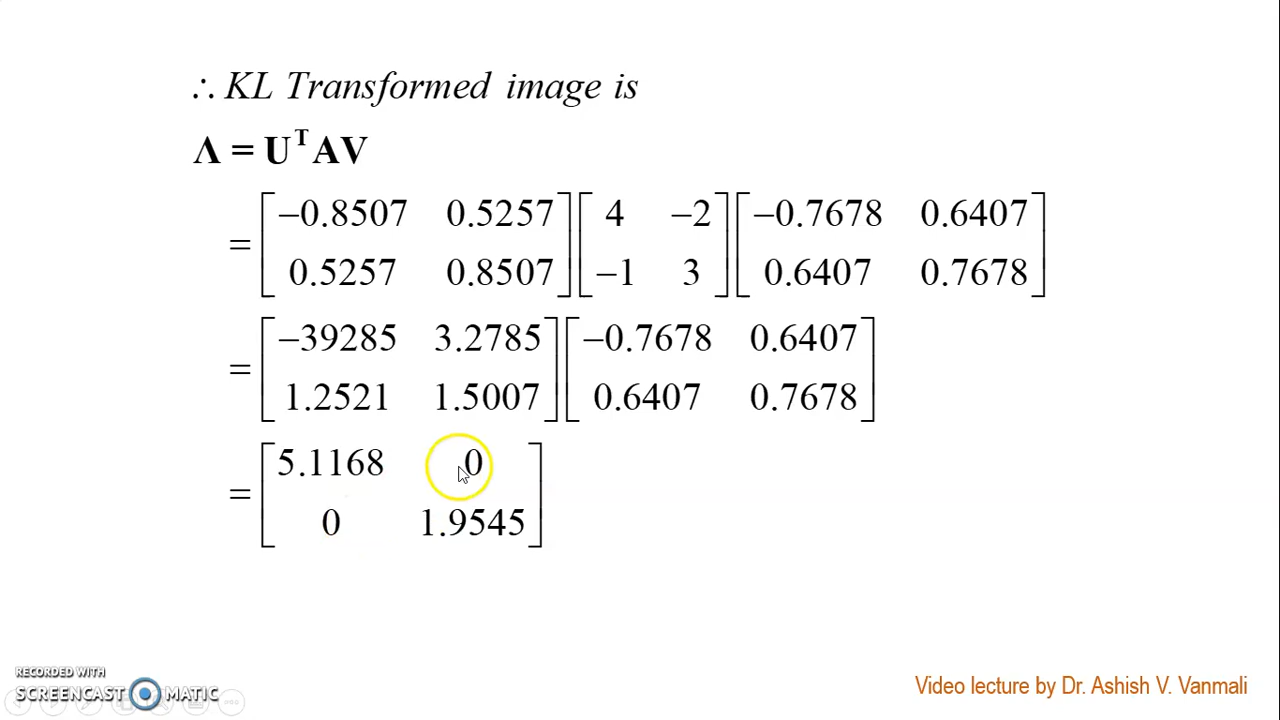 ∴ KL Transformed image is
Λ = UᵀAV
= [−0.8507 0.5257] [4 −2] [−0.7678 0.6407]
[0.5257 0.8507] [−1 3] [0.6407 0.7678]
= [−39285 3.2785] [−0.7678 0.6407]
[1.2521 1.5007] [0.6407 0.7678]
= [5.1168 0]
[0 1.9545]
RECORDED WITH
SCREENCAST MATIC
Video lecture by Dr. Ashish V. Vanmali